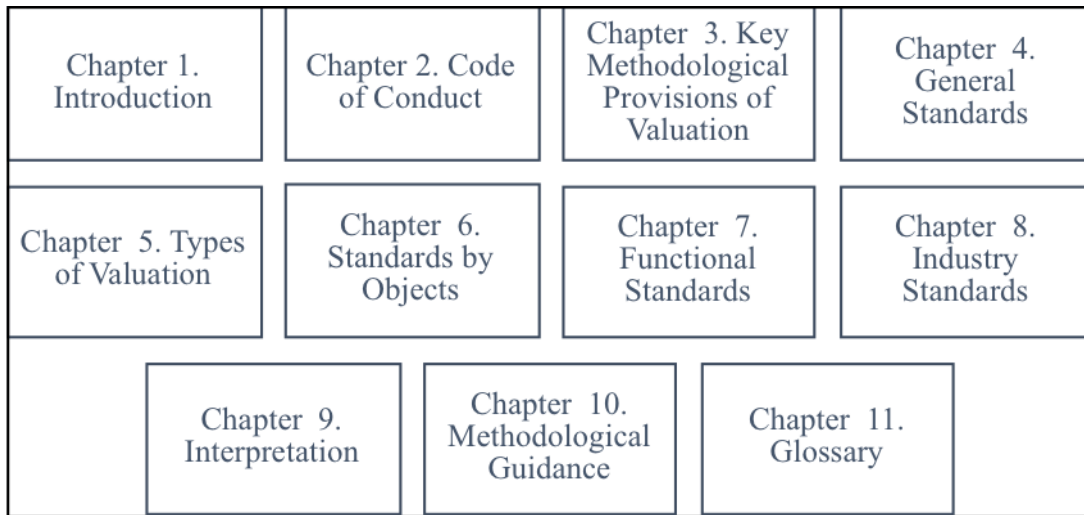 Chapter 1.
Introduction
Chapter 2. Code
of Conduct
Chapter 3. Key
Methodological
Provisions of
Valuation
Chapter 4.
General
Standards
Chapter 5. Types
of Valuation
Chapter 6.
Standards by
Objects
Chapter 7.
Functional
Standards
Chapter 8.
Industry
Standards
Chapter 9.
Interpretation
Chapter 10.
Methodological
Guidance
Chapter 11.
Glossary